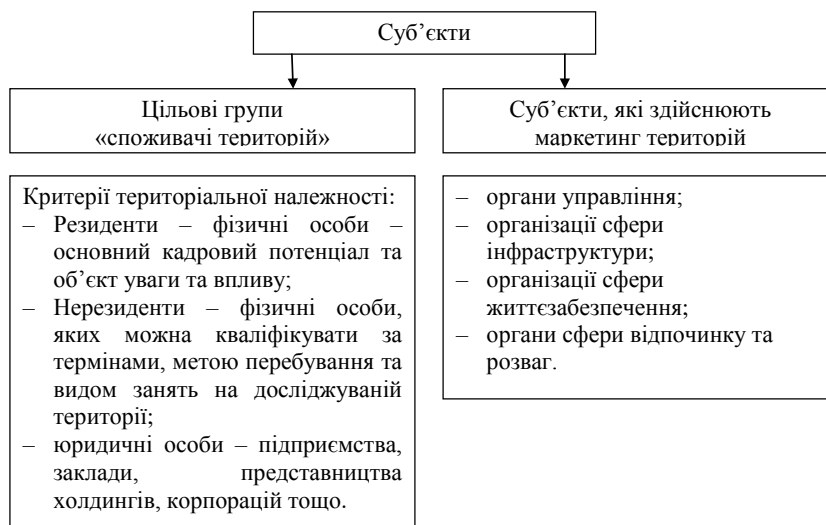 Суб’єкти
Цільові групи
«споживачі територій»
Суб’єкти, які здійснюють
маркетинг територій
Критерії територіальної належності:
– Резиденти – фізичні особи –
основний кадровий потенціал та
об’єкт уваги та впливу;
– Нерезиденти – фізичні особи,
яких можна кваліфікувати за
термінами, метою перебування та
видом занять на досліджуваній
території;
– юридичні особи – підприємства,
заклади, представництва
холдингів, корпорацій тощо.
– органи управління;
– організації сфери
інфраструктури;
– організації сфери
життєзабезпечення;
– органи сфери відпочинку та
розваг.